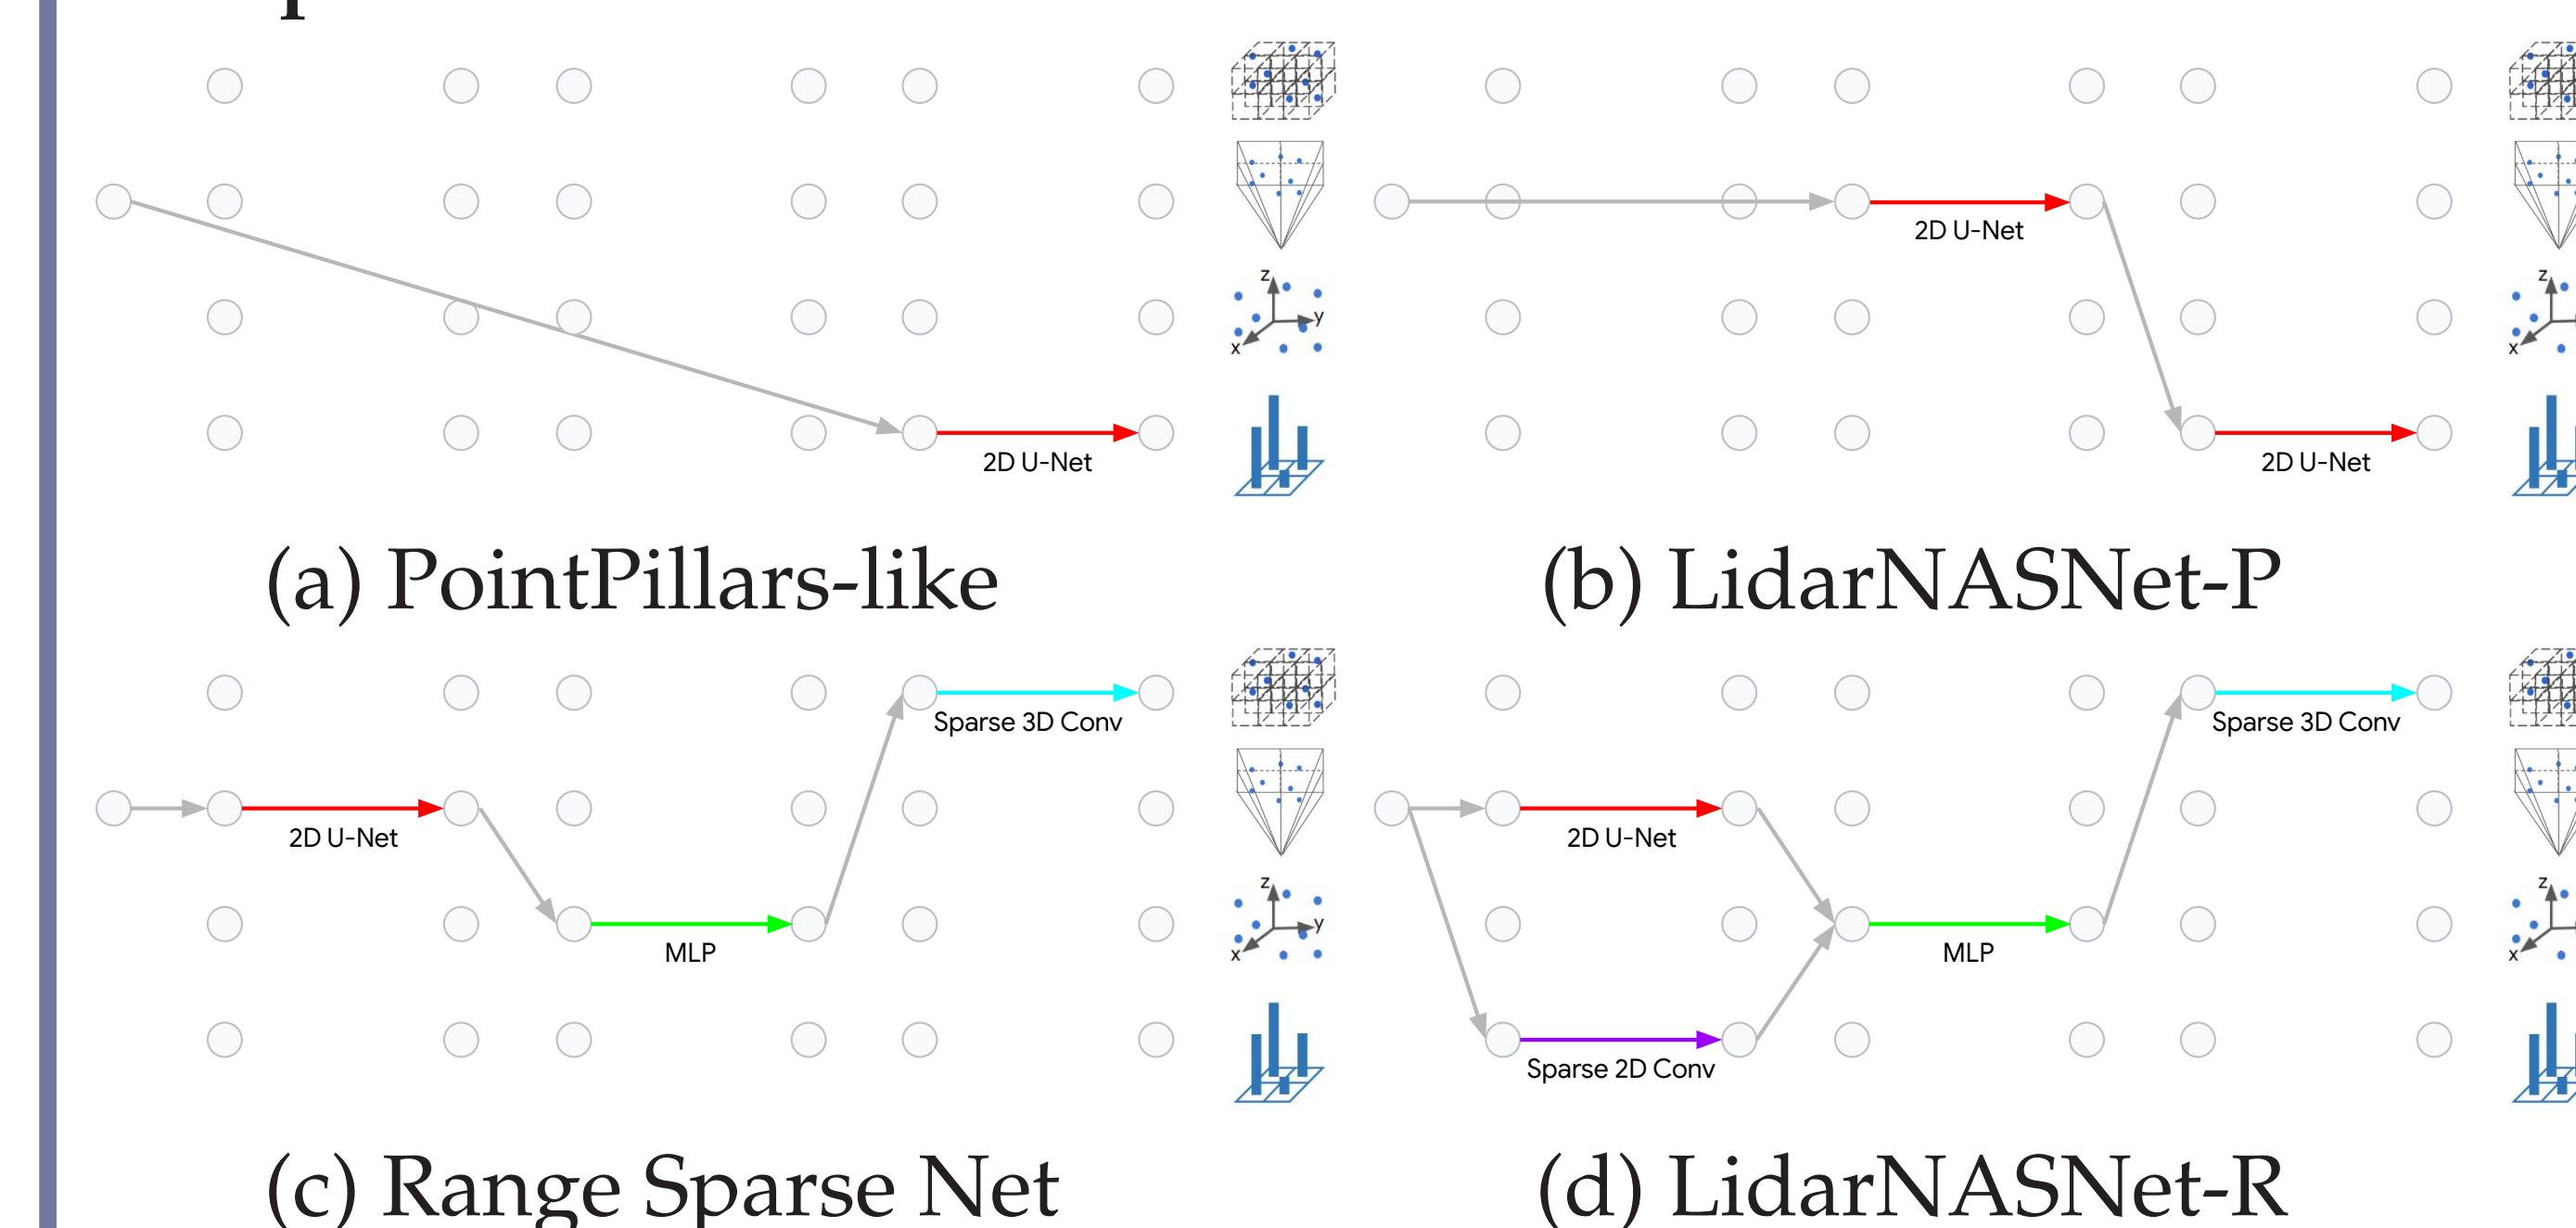 z
y
x
2D U-Net
(a) PointPillars-like
2D U-Net
z
x
2D U-Net
(b) LidarNASNet-P
Sparse 3D Conv
2D U-Net
z
y
x
MLP
(c) Range Sparse Net
Sparse 3D Conv
2D U-Net
z
x
MLP
Sparse 2D Conv
(d) LidarNASNet-R